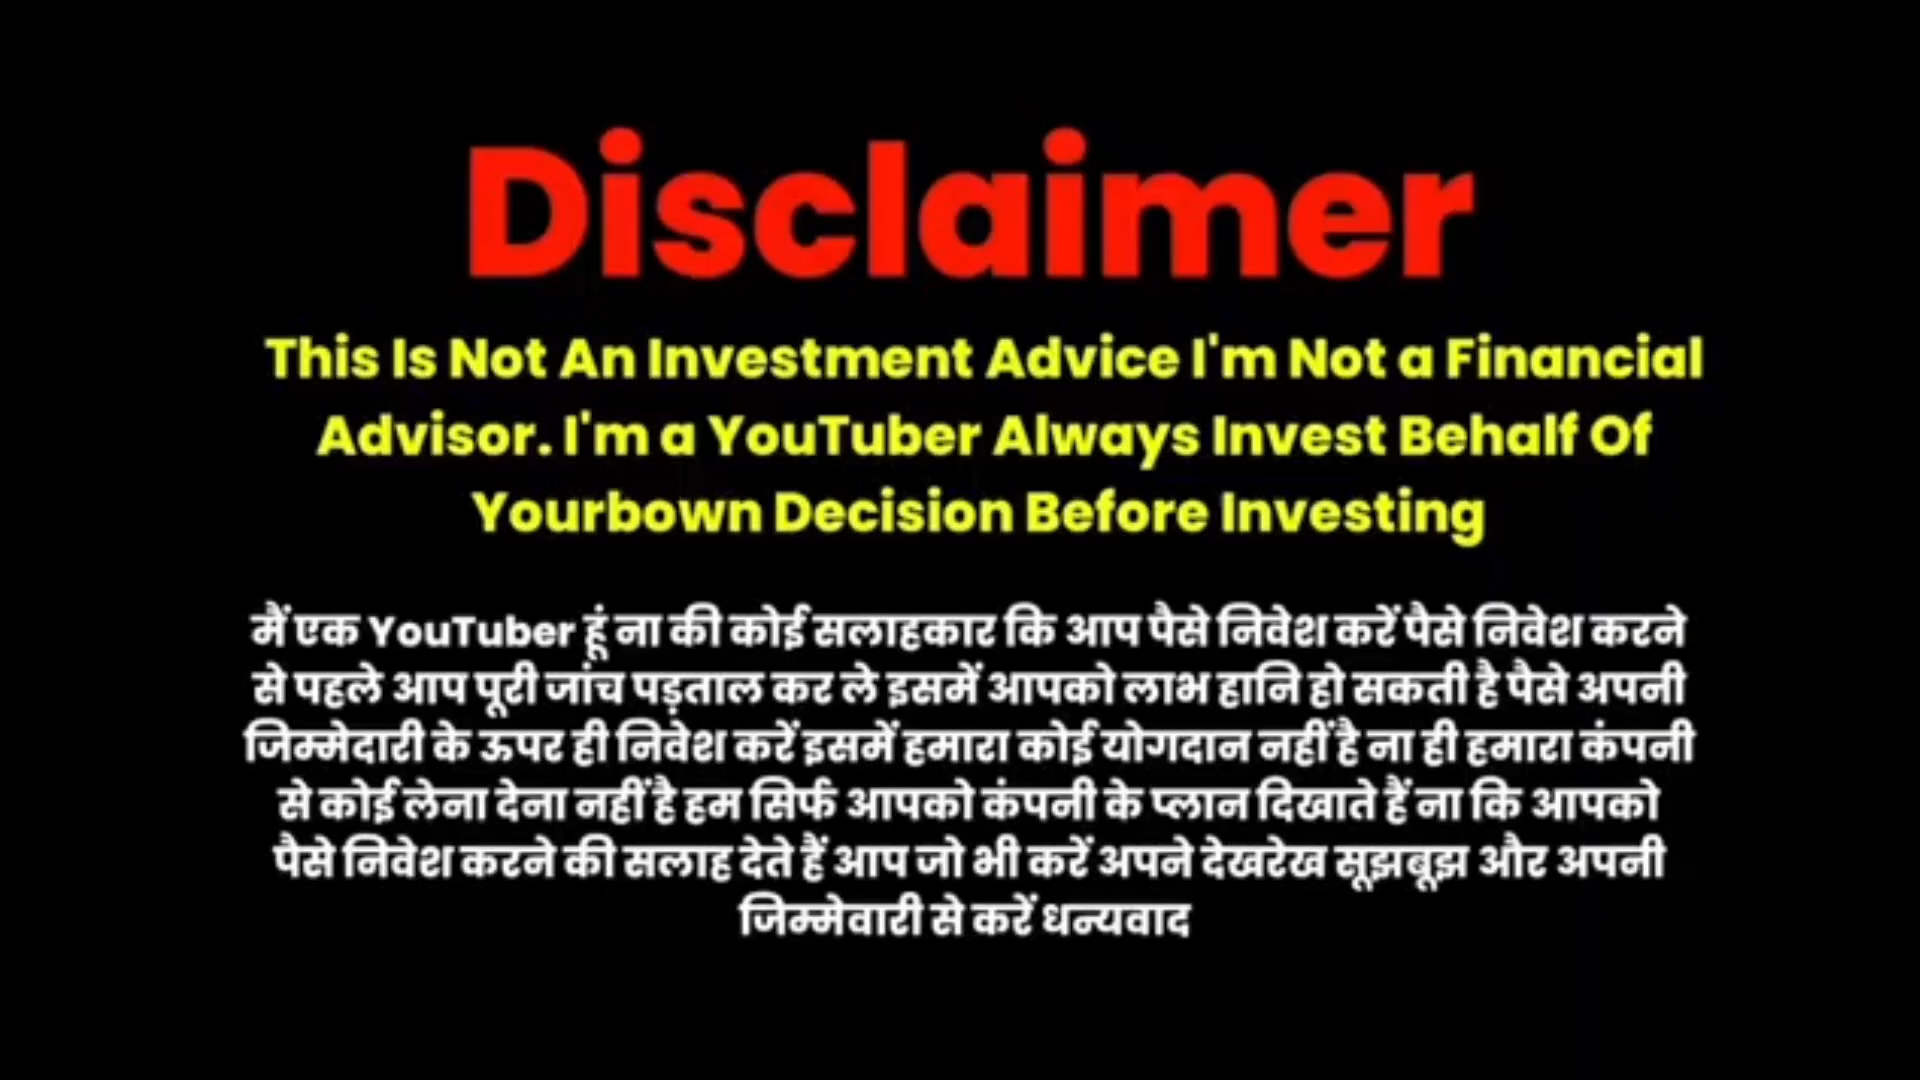 Disclaimer
This Is Not An Investment Advice I'm Not a Financial
Advisor. I'm a YouTuber Always Invest Behalf Of
Yourbown Decision Before Investing
मैं एक YouTuber हूं ना की कोई सलाहकार कि आप पैसे निवेश करें पैसे निवेश करने
से पहले आप पूरी जांच पड़ताल कर ले इसमें आपको लाभ हानि हो सकती है पैसे अपनी
जिम्मेदारी के ऊपर ही निवेश करें इसमें हमारा कोई योगदान नहीं है ना ही हमारा कंपनी
से कोई लेना देना नहीं है हम सिर्फ आपको कंपनी के प्लान दिखाते हैं ना कि आपको
पैसे निवेश करने की सलाह देते हैं आप जो भी करें अपने देखरेख सूझबूझ और अपनी
जिम्मेवारी से करें धन्यवाद